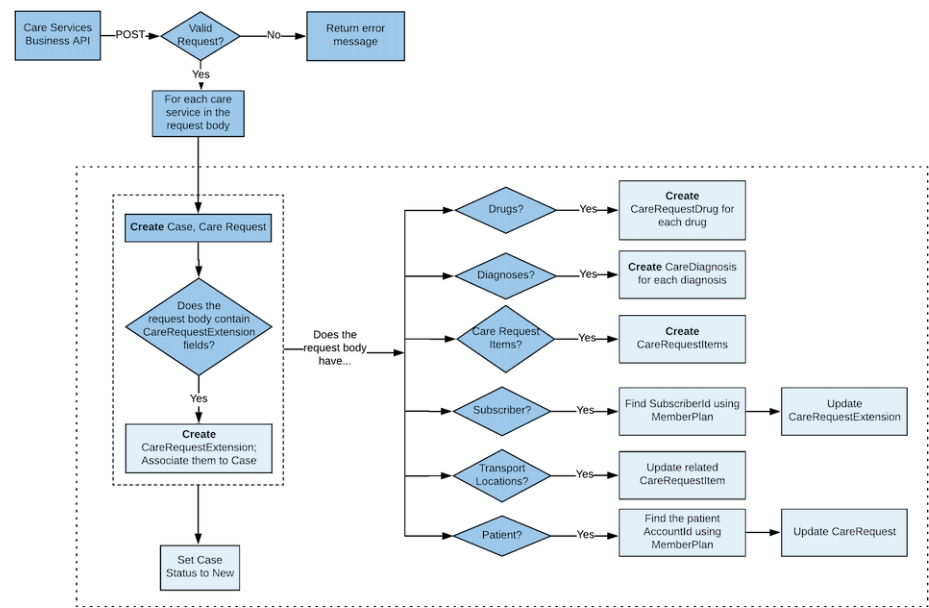 Care Services
Business API
POST
Valid
Request?
No
Return error
message
Yes
For each care
service in the
request body
Create Case, Care Request
Does the
request body contain
CareRequestExtension
fields?
Yes
Create
CareRequestExtension;
Associate them to Case
Set Case
Status to New
Does the
request body
have...
Drugs?
Yes
Create
CareRequestDrug for
each drug
Diagnoses?
Yes
Create CareDiagnosis
for each diagnosis
Care Request
Items?
Yes
Create
CareRequestItems
Subscriber?
Yes
Find SubscriberId using
MemberPlan
Update
CareRequestExtension
Transport
Locations?
Yes
Update related
CareRequestItem
Patient?
Yes
Find the patient
AccountId using
MemberPlan
Update CareRequest